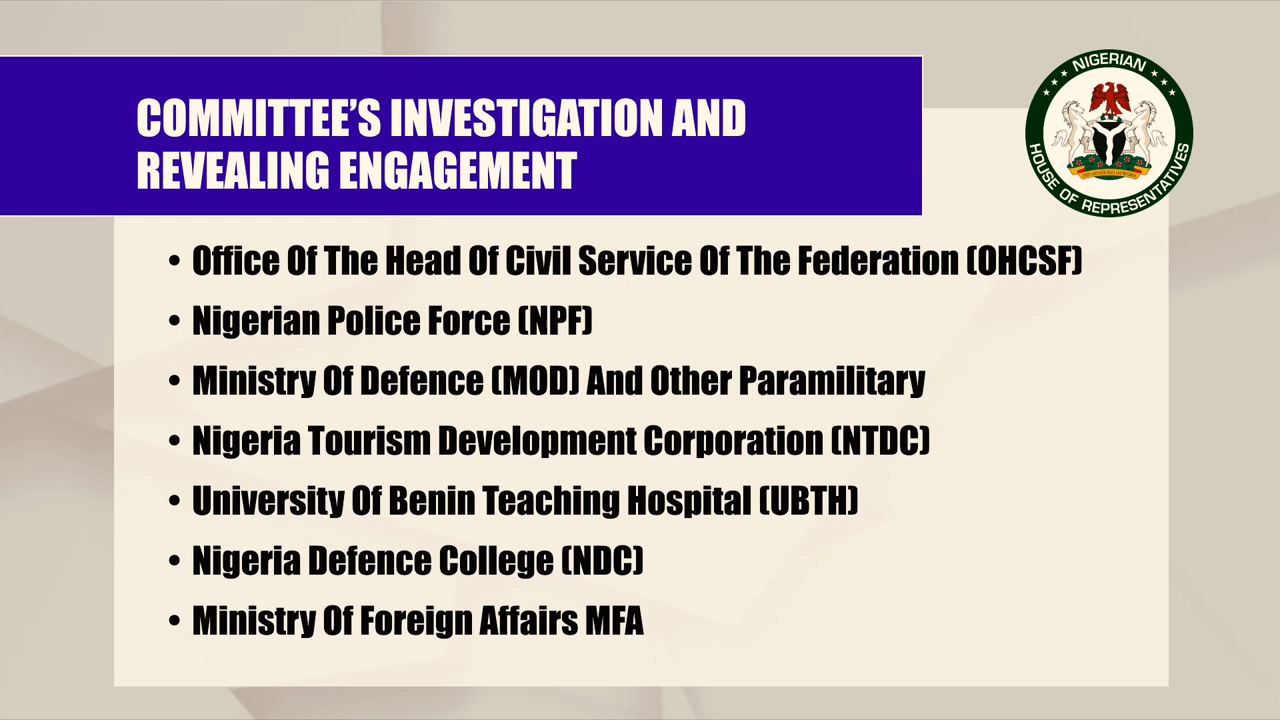 COMMITTEE'S INVESTIGATION AND
REVEALING ENGAGEMENT
NIGERIAN
HOUSE OF REPRESENTATIVES
• Office Of The Head Of Civil Service Of The Federation (OHCSF)
• Nigerian Police Force (NPF)
• Ministry Of Defence (MOD) And Other Paramilitary
• Nigeria Tourism Development Corporation (NTDC)
• University Of Benin Teaching Hospital (UBTH)
• Nigeria Defence College (NDC)
• Ministry Of Foreign Affairs MFA